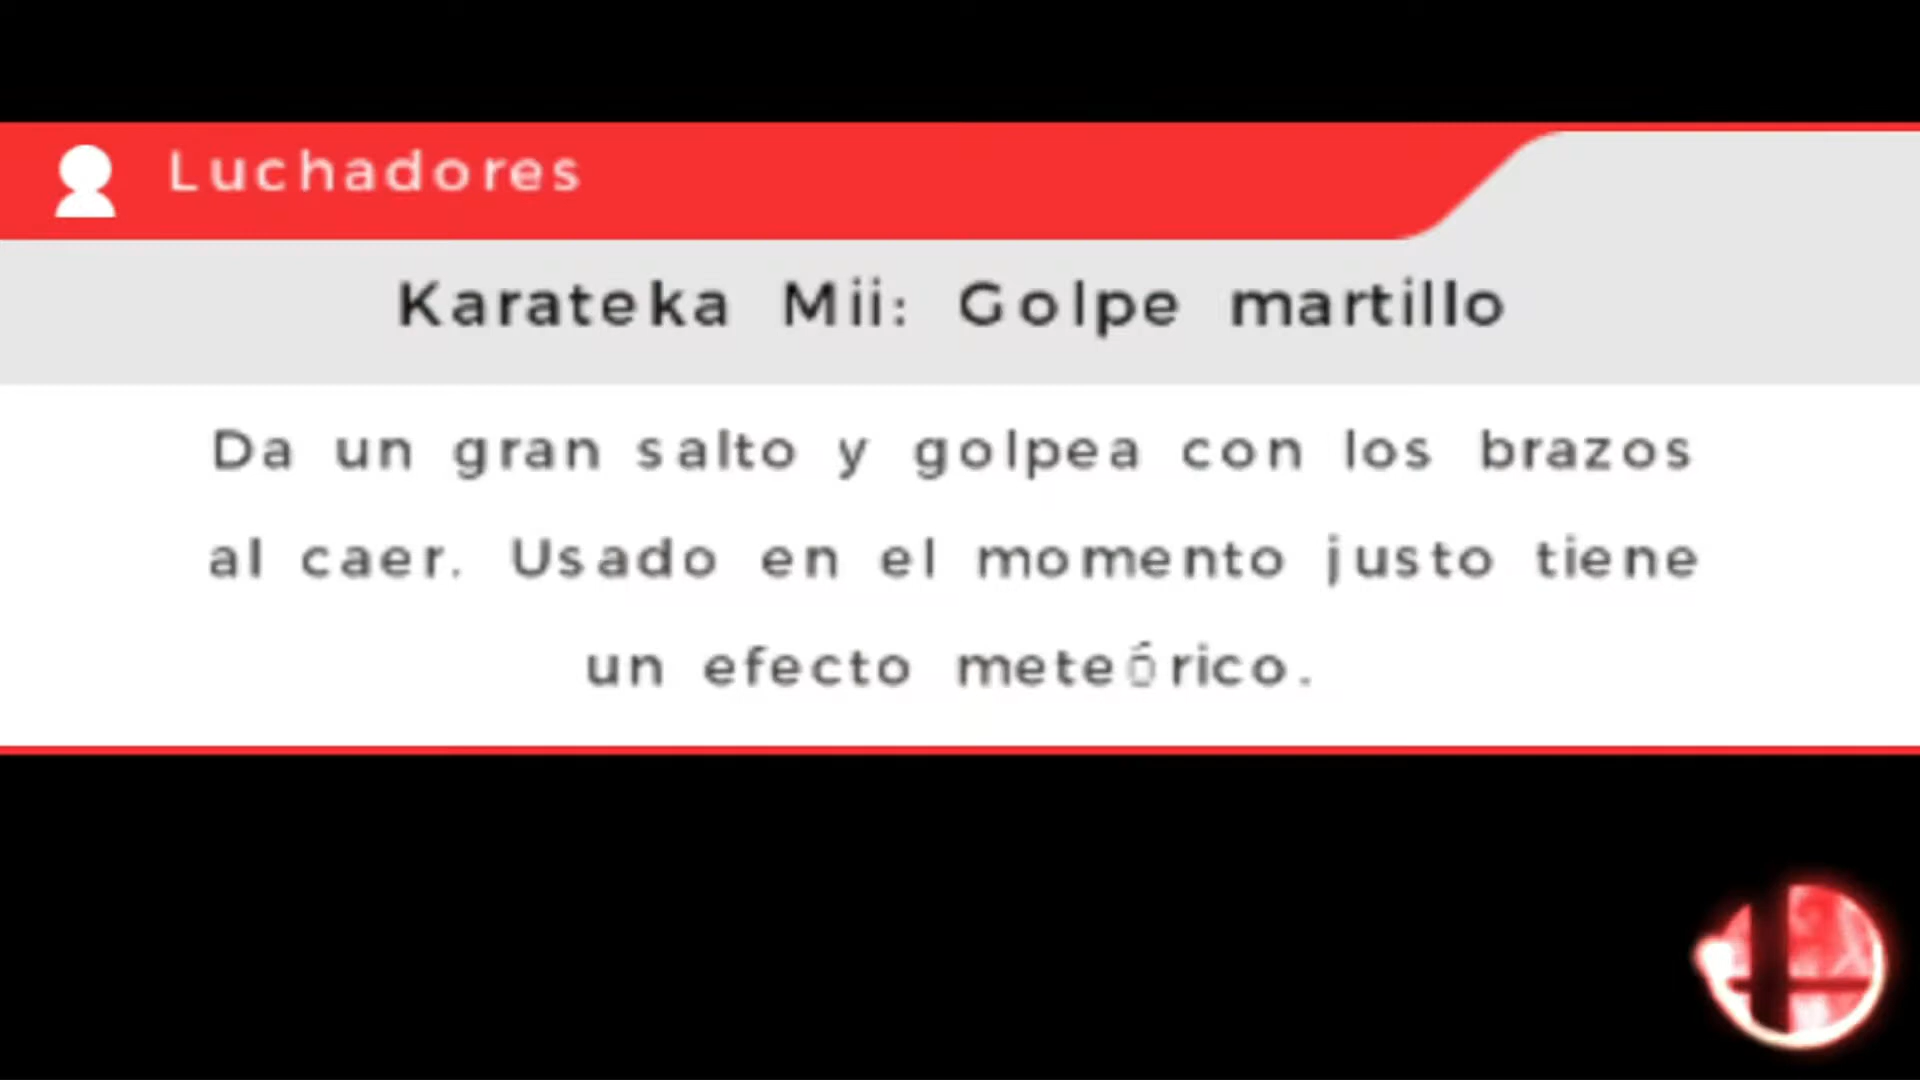 Luchadores
Karateka Mii: Golpe martillo
Da un gran salto y golpea con los brazos
al caer. Usado en el momento justo tiene
un efecto meteórico.